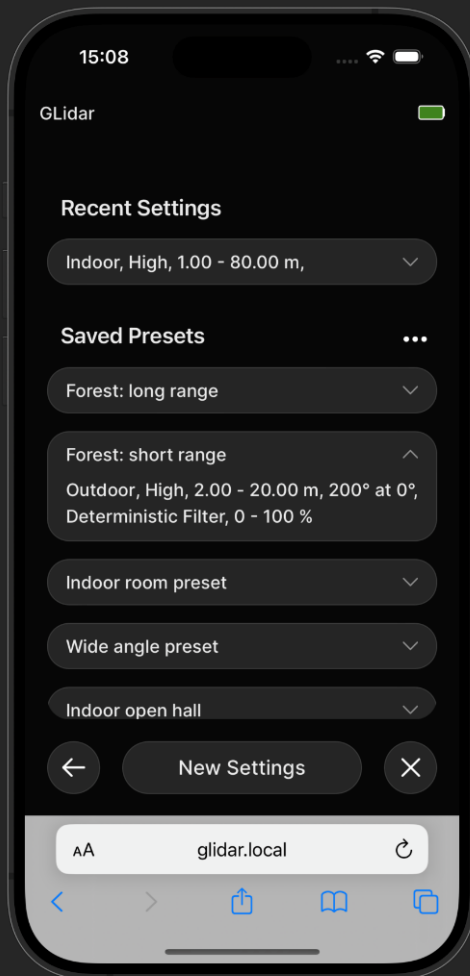 15:08
GLidar
Recent Settings
Indoor, High, 1.00 - 80.00 m,
Saved Presets
Forest: long range
Forest: short range
Outdoor, High, 2.00 - 20.00 m, 200° at 0°,
Deterministic Filter, 0 - 100 %
Indoor room preset
Wide angle preset
Indoor open hall
New Settings
AA
glidar.local